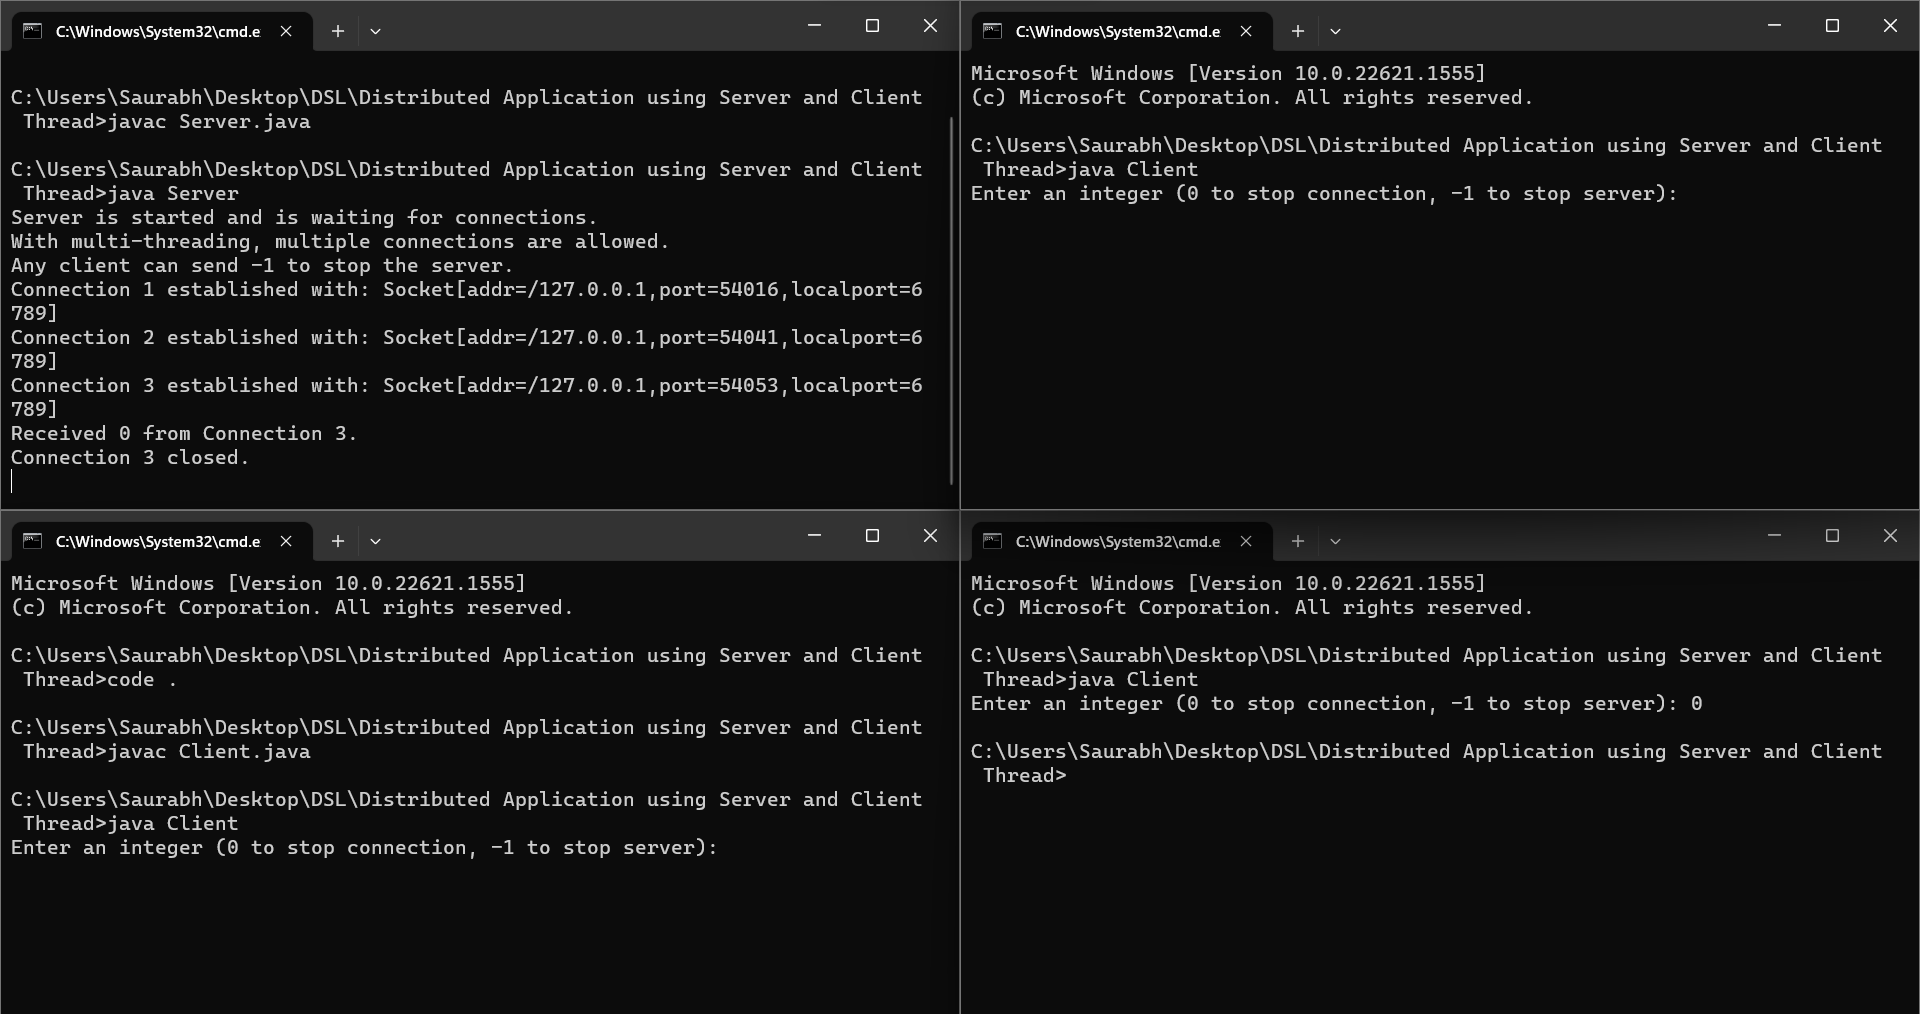 C:\Windows\System32\cmd.e
C:\Users\Saurabh\Desktop\DSL\Distributed Application using Server and Client
Thread>javac Server.java
C:\Users\Saurabh\Desktop\DSL\Distributed Application using Server and Client
Thread>java Server
Server is started and is waiting for connections.
With multi-threading, multiple connections are allowed.
Any client can send -1 to stop the server.
Connection 1 established with: Socket[addr=/127.0.0.1,port=54016,localport=6
789]
Connection 2 established with: Socket[addr=/127.0.0.1,port=54041,localport=6
789]
Connection 3 established with: Socket[addr=/127.0.0.1,port=54053,localport=6
789]
Received 0 from Connection 3.
Connection 3 closed.
C:\Windows\System32\cmd.e
Microsoft Windows [Version 10.0.22621.1555]
(c) Microsoft Corporation. All rights reserved.
C:\Users\Saurabh\Desktop\DSL\Distributed Application using Server and Client
Thread>java Client
Enter an integer (0 to stop connection, -1 to stop server):
C:\Windows\System32\cmd.e
Microsoft Windows [Version 10.0.22621.1555]
(c) Microsoft Corporation. All rights reserved.
C:\Users\Saurabh\Desktop\DSL\Distributed Application using Server and Client
Thread>code .
C:\Users\Saurabh\Desktop\DSL\Distributed Application using Server and Client
Thread>javac Client.java
C:\Users\Saurabh\Desktop\DSL\Distributed Application using Server and Client
Thread>java Client
Enter an integer (0 to stop connection, -1 to stop server):
C:\Windows\System32\cmd.e
Microsoft Windows [Version 10.0.22621.1555]
(c) Microsoft Corporation. All rights reserved.
C:\Users\Saurabh\Desktop\DSL\Distributed Application using Server and Client
Thread>java Client
Enter an integer (0 to stop connection, -1 to stop server): 0
C:\Users\Saurabh\Desktop\DSL\Distributed Application using Server and Client
Thread>